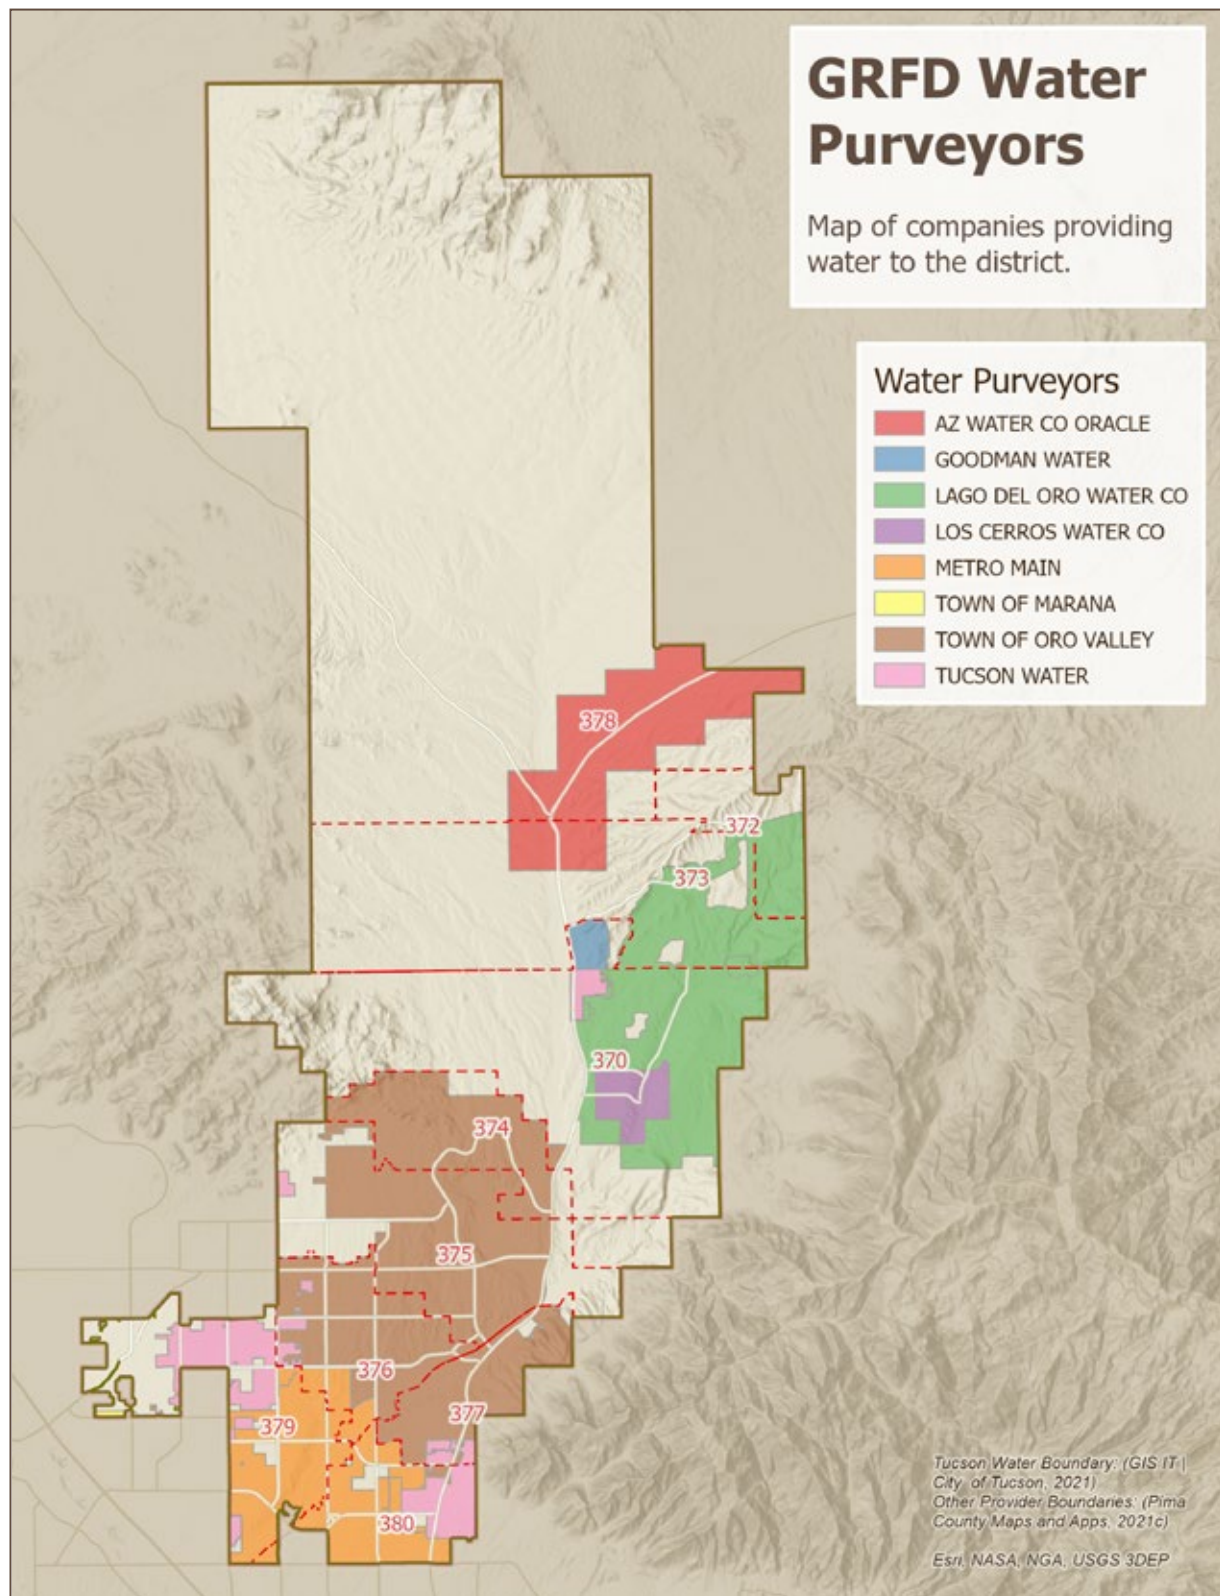 GRFD Water
Purveyors
Map of companies providing
water to the district.
Water Purveyors
AZ WATER CO ORACLE
GOODMAN WATER
LAGO DEL ORO WATER CO
LOS CERROS WATER CO
METRO MAIN
TOWN OF MARANA
TOWN OF ORO VALLEY
TUCSON WATER
378
372
373
370
374
375
376
377
379
380
Tucson Water Boundary: (GIS IT |
City of Tucson, 2021)
Other Provider Boundaries: (Pima
County Maps and Apps, 2021c)
Esri, NASA, NGA, USGS 3DEP